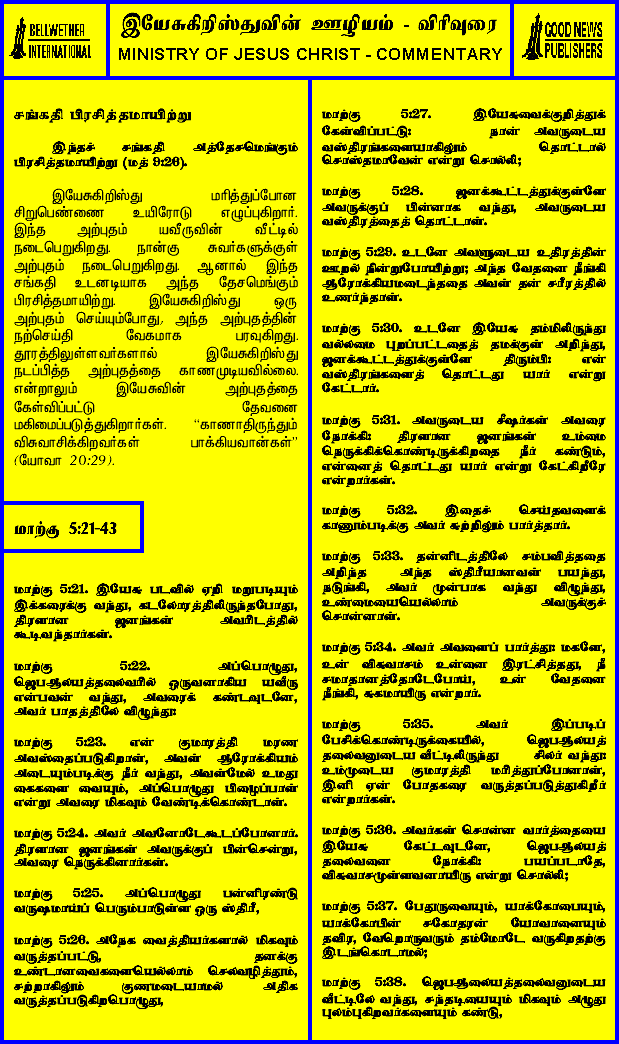 BELLWETHER
INTERNATIONAL
இயேசுகிறிஸ்துவின் ஊழியம் - விரிவுரை
MINISTRY OF JESUS CHRIST - COMMENTARY
GOOD NEWS
PUBLISHERS
சங்கதி பிரசித்தமாயிற்று
இந்தச் சங்கதி அத்தேசமெங்கும்
பிரசித்தமாயிற்று (மத் 9:26).
இயேசுகிறிஸ்து மரித்துப்போன
சிறுபெண்ணை உயிரோடு எழுப்புகிறார்.
இந்த அற்புதம் யவீருவின் வீட்டில்
நடைபெறுகிறது. நான்கு சுவர்களுக்குள்
அற்புதம் நடைபெறுகிறது. ஆனால் இந்த
சங்கதி உடனடியாக அந்த தேசமெங்கும்
பிரசித்தமாயிற்று. இயேசுகிறிஸ்து ஒரு
அற்புதம் செய்யும்போது, அந்த அற்புதத்தின்
நற்செய்தி வேகமாக பரவுகிறது.
தூரத்திலுள்ளவர்களால் இயேசுகிறிஸ்து
நடப்பித்த அற்புதத்தை காணமுடியவில்லை.
என்றாலும் இயேசுவின் அற்புதத்தை
கேள்விப்பட்டு தேவனை
மகிமைப்படுத்துகிறார்கள். “காணாதிருந்தும்
விசுவாசிக்கிறவர்கள் பாக்கியவான்கள்”
(யோவா 20:29).
மாற்கு 5:21-43
மாற்கு 5:21. இயேசு படவில் ஏறி மறுபடியும்
இக்கரைக்கு வந்து, கடலோரத்திலிருந்தபோது,
திரளான ஜனங்கள் அவரிடத்தில்
கூடிவந்தார்கள்.
மாற்கு 5:22. அப்பொழுது,
ஜெபஆலயத்தலைவரில் ஒருவனாகிய யவீரு
என்பவன் வந்து, அவரைக் கண்டவுடனே,
அவர் பாதத்திலே விழுந்து:
மாற்கு 5:23. என் குமாரத்தி மரண
அவஸ்தைப்படுகிறாள், அவள் ஆரோக்கியம்
அடையும்படிக்கு நீர் வந்து, அவள்மேல் உமது
கைகளை வையும், அப்பொழுது பிழைப்பாள்
என்று அவரை மிகவும் வேண்டிக்கொண்டான்.
மாற்கு 5:24. அவர் அவனோடேகூடப்போனார்.
திரளான ஜனங்கள் அவருக்குப் பின்சென்று,
அவரை நெருக்கினார்கள்.
மாற்கு 5:25. அப்பொழுது பன்னிரண்டு
வருஷமாய்ப் பெரும்பாடுள்ள ஒரு ஸ்திரீ,
மாற்கு 5:26. அநேக வைத்தியர்களால் மிகவும்
வருத்தப்பட்டு, தனக்கு
உண்டானவைகளையெல்லாம் செலவழித்தும்,
சற்றாகிலும் குணமடையாமல் அதிக
வருத்தப்படுகிறபொழுது,
மாற்கு 5:27. இயேசுவைக்குறித்துக்
கேள்விப்பட்டு: நான் அவருடைய
வஸ்திரங்களையாகிலும் தொட்டால்
சொஸ்தமாவேன் என்று சொல்லி;
மாற்கு 5:28. ஜனக்கூட்டத்துக்குள்ளே
அவருக்குப் பின்னாக வந்து, அவருடைய
வஸ்திரத்தைத் தொட்டாள்.
மாற்கு 5:29. உடனே அவளுடைய உதிரத்தின்
ஊறல் நின்றுபோயிற்று; அந்த வேதனை நீங்கி
ஆரோக்கியமடைந்ததை அவள் தன் சரீரத்தில்
உணர்ந்தாள்.
மாற்கு 5:30. உடனே இயேசு தம்மிலிருந்து
வல்லமை புறப்பட்டதைத் தமக்குள் அறிந்து,
ஜனக்கூட்டத்துக்குள்ளே திரும்பி: என்
வஸ்திரங்களைத் தொட்டது யார் என்று
கேட்டார்.
மாற்கு 5:31. அவருடைய சீஷர்கள் அவரை
நோக்கி: திரளான ஜனங்கள் உம்மை
நெருக்கிக்கொண்டிருக்கிறதை நீர் கண்டும்,
என்னைத் தொட்டது யார் என்று கேட்கிறீரே
என்றார்கள்.
மாற்கு 5:32. இதைச் செய்தவளைக்
காணும்படிக்கு அவர் சுற்றிலும் பார்த்தார்.
மாற்கு 5:33. தன்னிடத்திலே சம்பவித்ததை
அறிந்த அந்த ஸ்திரீயானவள் பயந்து,
நடுங்கி, அவர் முன்பாக வந்து விழுந்து,
உண்மையையெல்லாம் அவருக்குச்
சொன்னாள்.
மாற்கு 5:34. அவர் அவளைப் பார்த்து: மகளே,
உன் விசுவாசம் உன்னை இரட்சித்தது, நீ
சமாதானத்தோடேபோய், உன் வேதனை
நீங்கி, சுகமாயிரு என்றார்.
மாற்கு 5:35. அவர் இப்படிப்
பேசிக்கொண்டிருக்கையில், ஜெபஆலயத்
தலைவனுடைய வீட்டிலிருந்து சிலர் வந்து:
உம்முடைய குமாரத்தி மரித்துப்போனாள்,
இனி ஏன் போதகரை வருத்தப்படுத்துகிறீர்
என்றார்கள்.
மாற்கு 5:36. அவர்கள் சொன்ன வார்த்தையை
இயேசு கேட்டவுடனே, ஜெபஆலயத்
தலைவனை நோக்கி: பயப்படாதே,
விசுவாசமுள்ளவனாயிரு என்று சொல்லி;
மாற்கு 5:37. பேதுருவையும், யாக்கோபையும்,
யாக்கோபின் சகோதரன் யோவானையும்
தவிர, வேறொருவரும் தம்மோடே வருகிறதற்கு
இடங்கொடாமல்;
மாற்கு 5:38. ஜெபஆலையத்தலைவனுடைய
வீட்டிலே வந்து, சந்தடியையும் மிகவும் அழுது
புலம்புகிறவர்களையும் கண்டு,